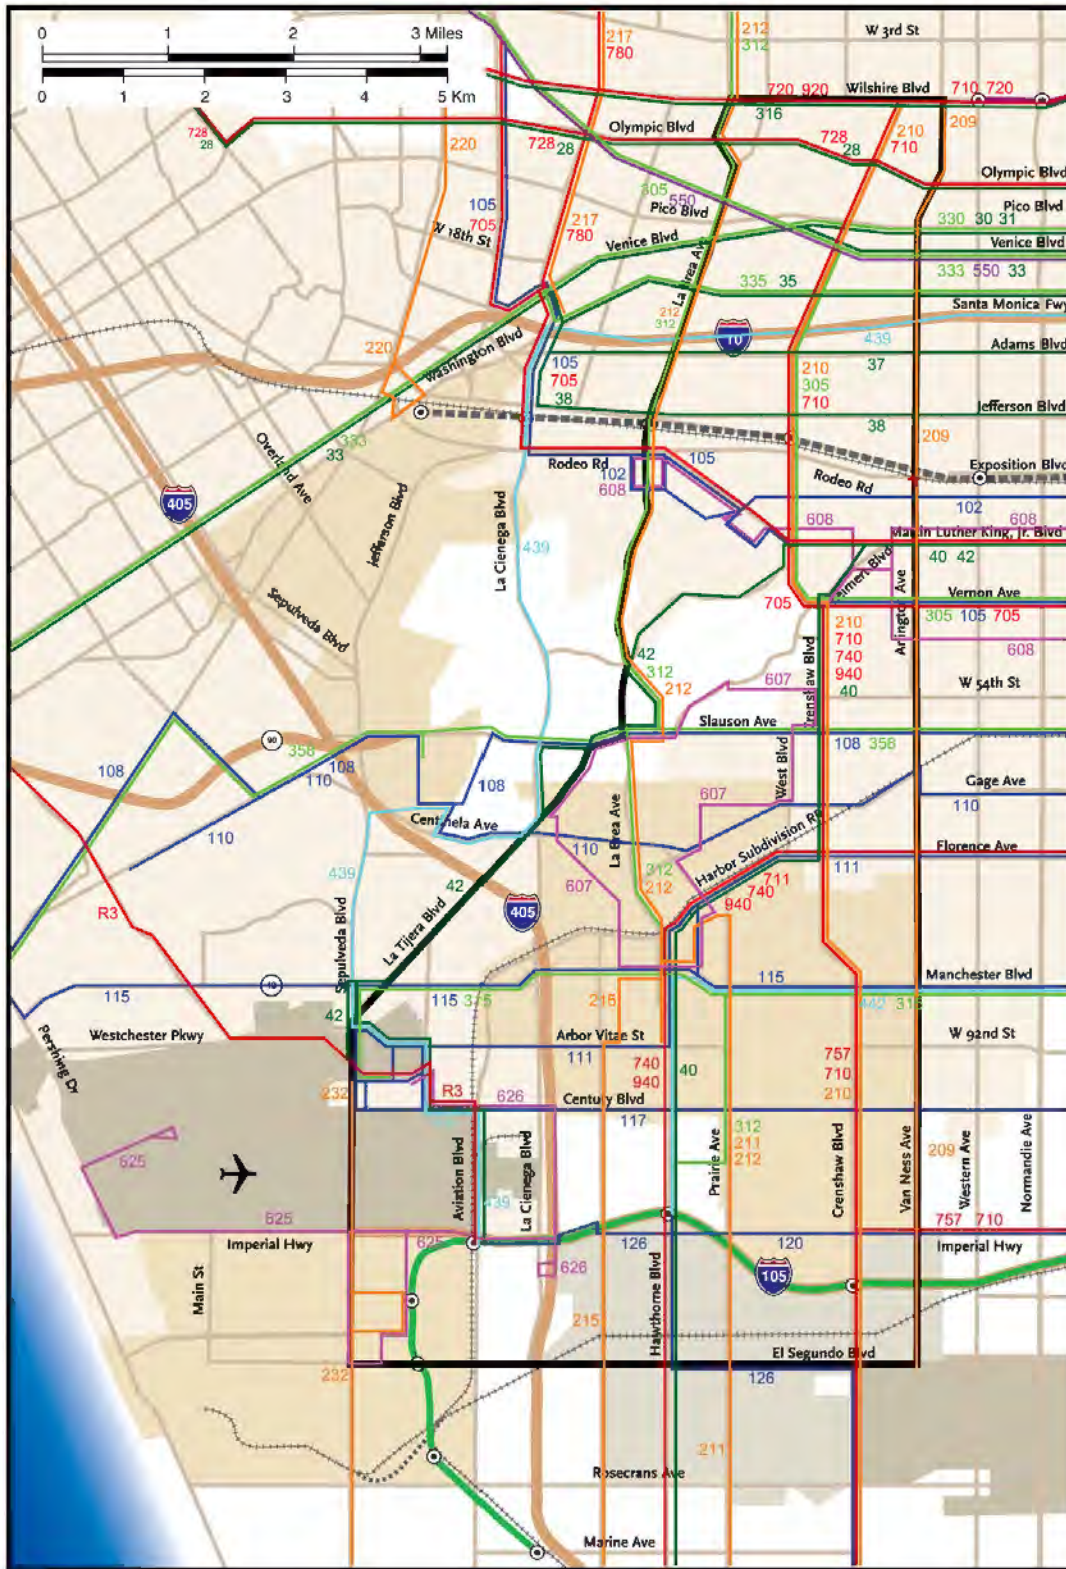 0 1 2 3 Miles
0 1 2 3 4 5 Km
217
780
212
312
W 3rd St
720 920
Wilshire Blvd
710 720
316
728
28
Olympic Blvd
728
28
728
28
210
710
209
220
Olympic Blvd
105
705
W 18th St
305
550
Pico Blvd
Pico Blvd
330 30 31
217
780
Venice Blvd
La Brea Ave
Venice Blvd
333 550 33
335 35
Santa Monica Fwy
212
312
10
439
Adams Blvd
220
Washington Blvd
105
705
38
37
210
305
710
Jefferson Blvd
38
333
33
Overland Ave
209
Rodeo Rd
105
Exposition Blvd
102
608
Rodeo Rd
102
405
Jefferson Blvd
La Cienega Blvd
439
608
608
Martin Luther King, Jr. Blvd
40 42
Arlington Ave
Vernon Ave
705
305 105 705
Sepulveda Blvd
210
710
740
940
40
608
42
312
212
607
Crenshaw Blvd
W 54th St
Slauson Ave
90
358
108
108
110
108
108 358
West Blvd
Gage Ave
110
607
110
Centinela Ave
110
La Brea Ave
Harbor Subdivision Rd
Florence Ave
111
439
42
607
312
212
711
740
940
405
R3
La Tijera Blvd
Sepulveda Blvd
115
42
115 315
215
115
Manchester Blvd
442 315
Pershing Dr
Westchester Pkwy
Arbor Vitae St
111
W 92nd St
740
940
40
757
710
210
232
R3
626
Century Blvd
117
312
211
212
625
Aviation Blvd
439
La Cienega Blvd
Prairie Ave
Crenshaw Blvd
Van Ness Ave
209
Western Ave
Normandie Ave
625
Imperial Hwy
625
126
120
757 710
Imperial Hwy
626
105
Main St
215
Hawthorne Blvd
El Segundo Blvd
232
126
211
Rosecrans Ave
Marine Ave